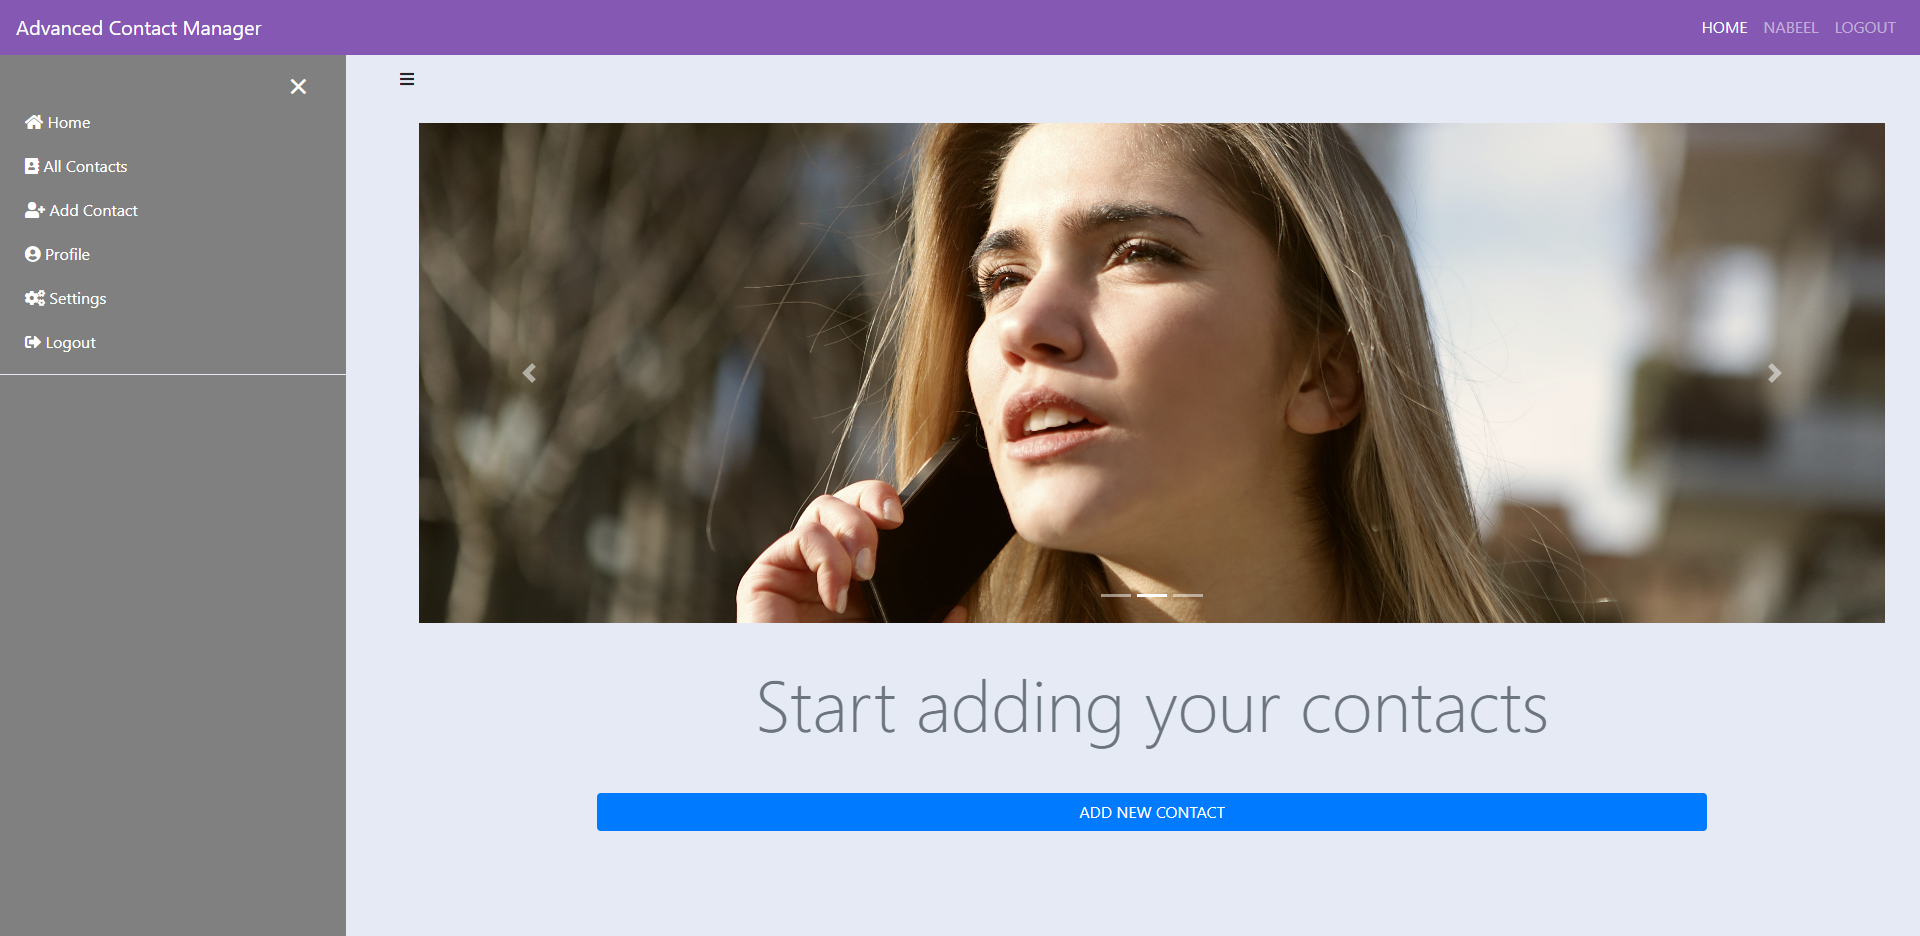 Advanced Contact Manager
HOME NABEEL LOGOUT
Home
All Contacts
Add Contact
Profile
Settings
Logout
Start adding your contacts
ADD NEW CONTACT